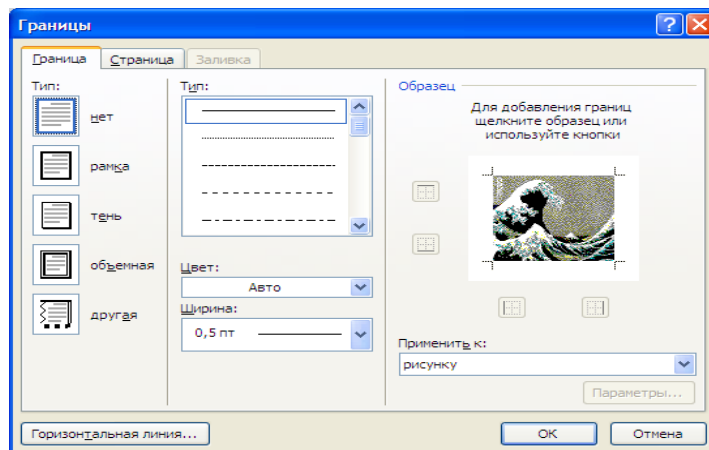 Границы
Граница
Страница
Заливка
Тип:
нет
рамка
тень
объемная
другая
Тип:
Цвет:
Авто
Ширина:
0,5 пт
Образец
Для добавления границ
щелкните образец или
используйте кнопки
Применить к:
рисунку
Параметры...
Горизонтальная линия...
ОК
Отмена